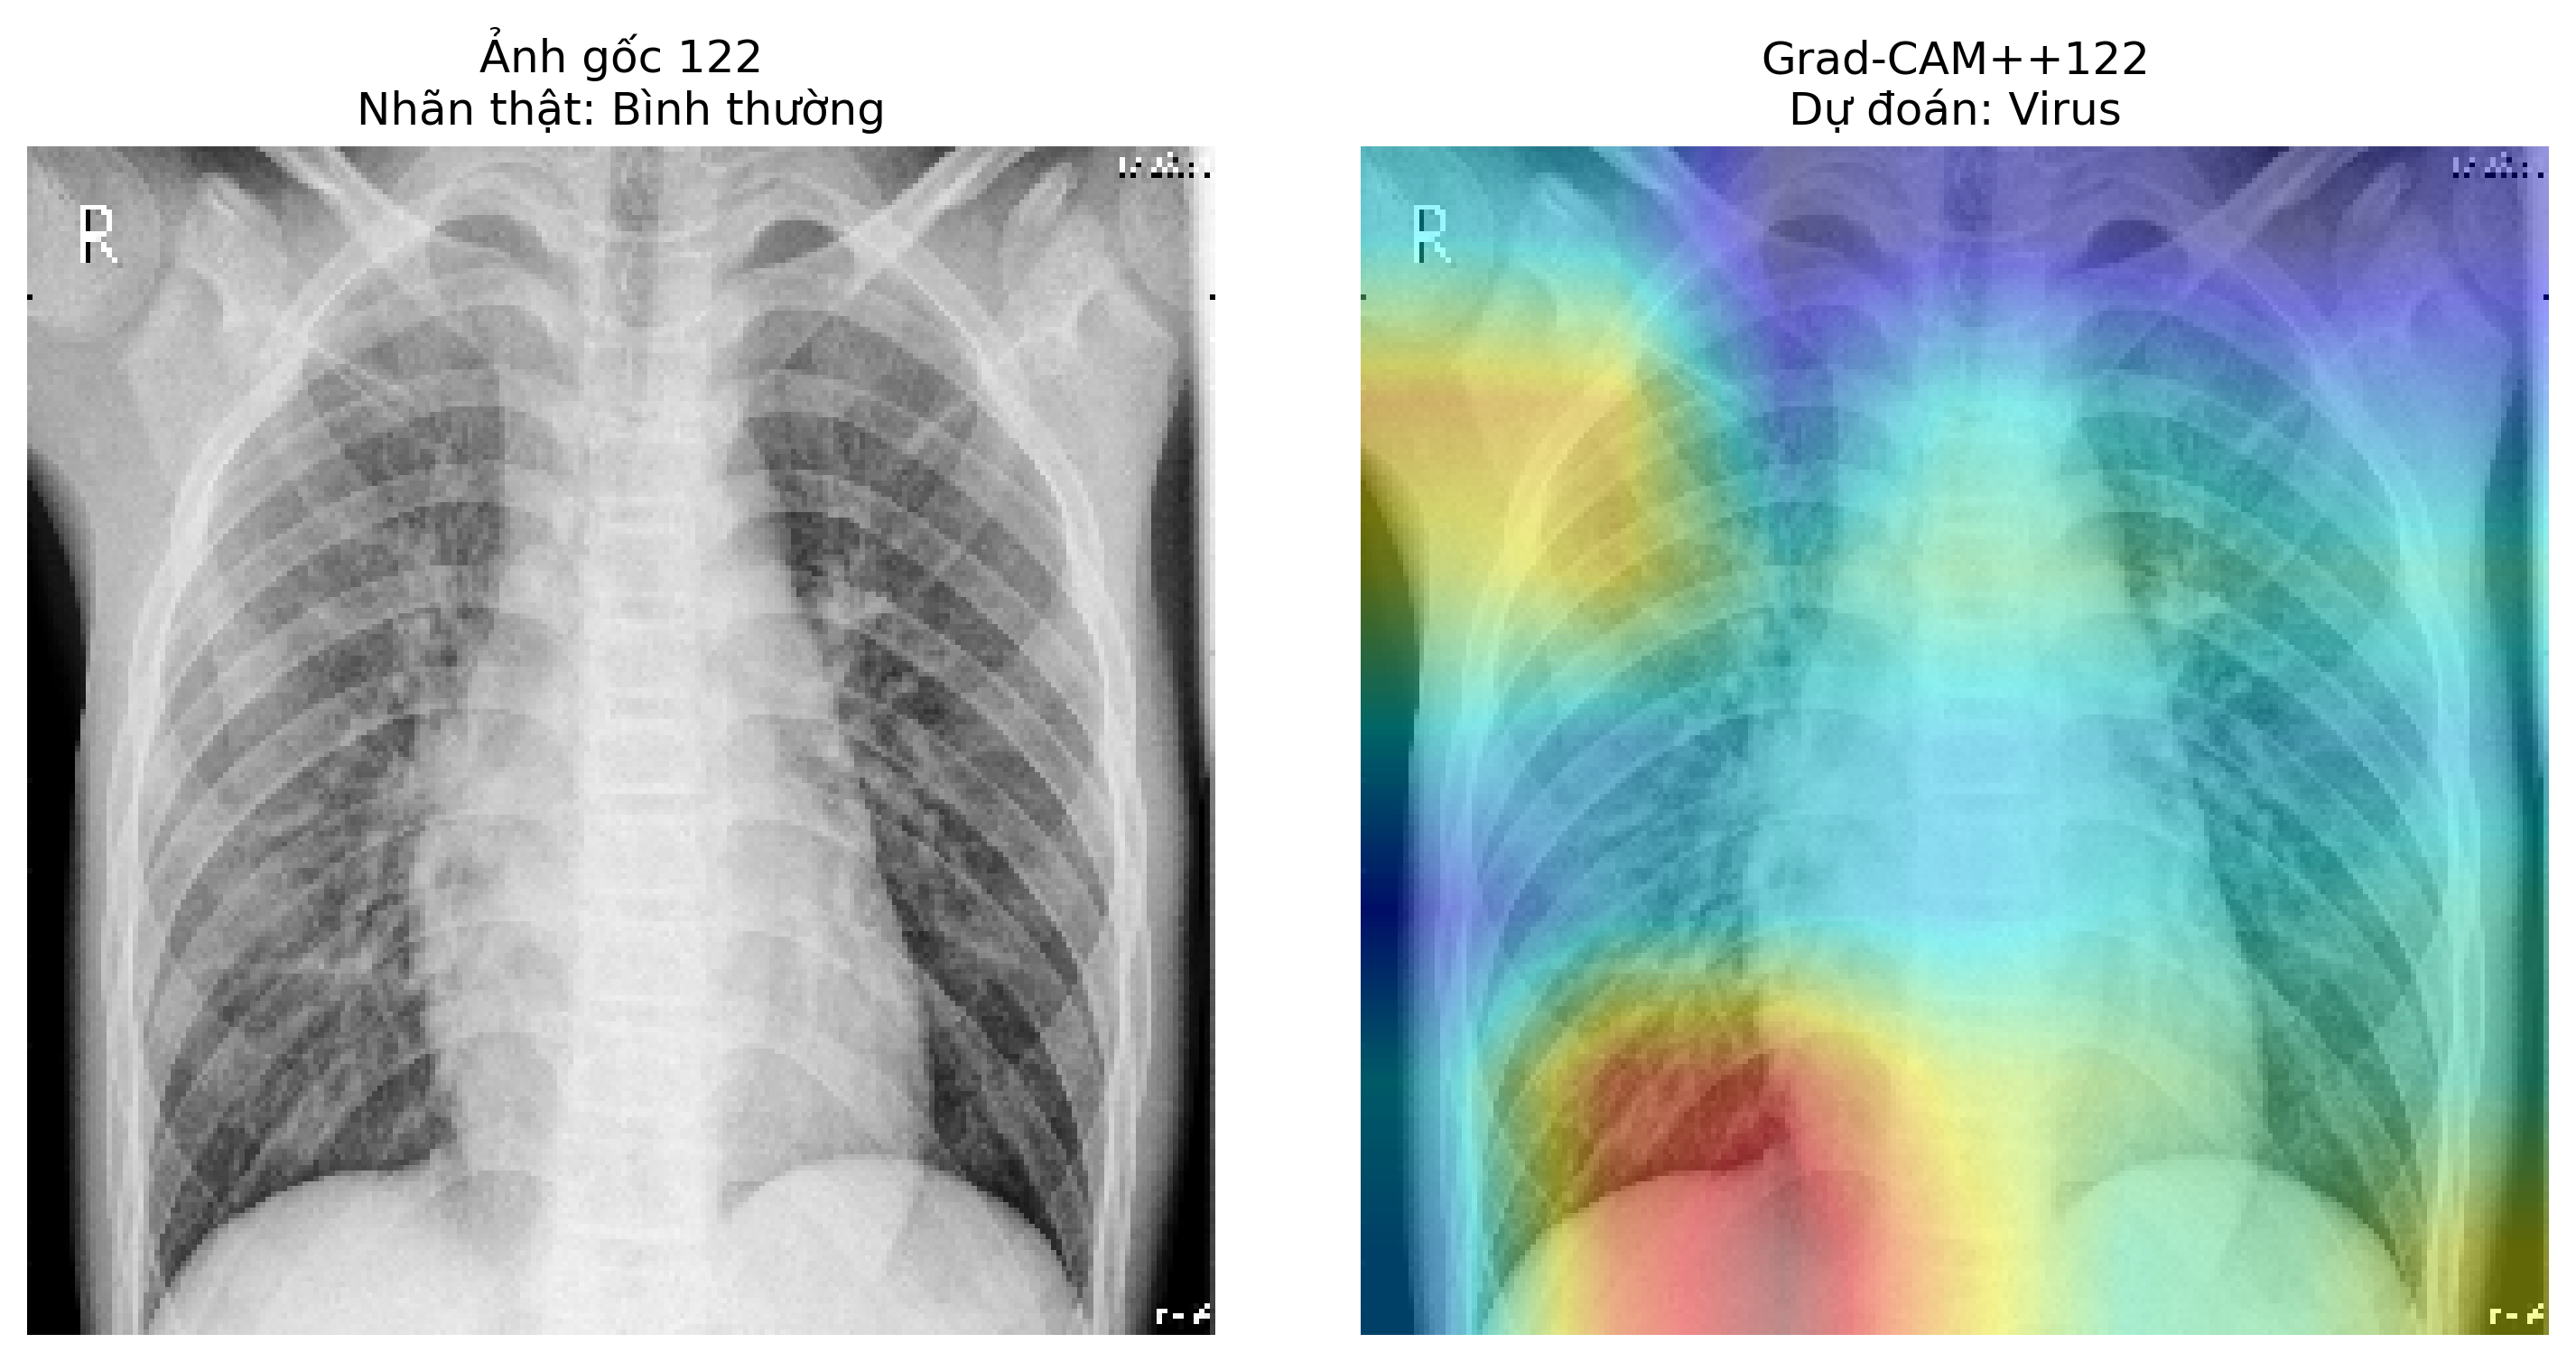 Ảnh gốc 122
Nhãn thật: Bình thường
Grad-CAM++122
Dự đoán: Virus
R
R